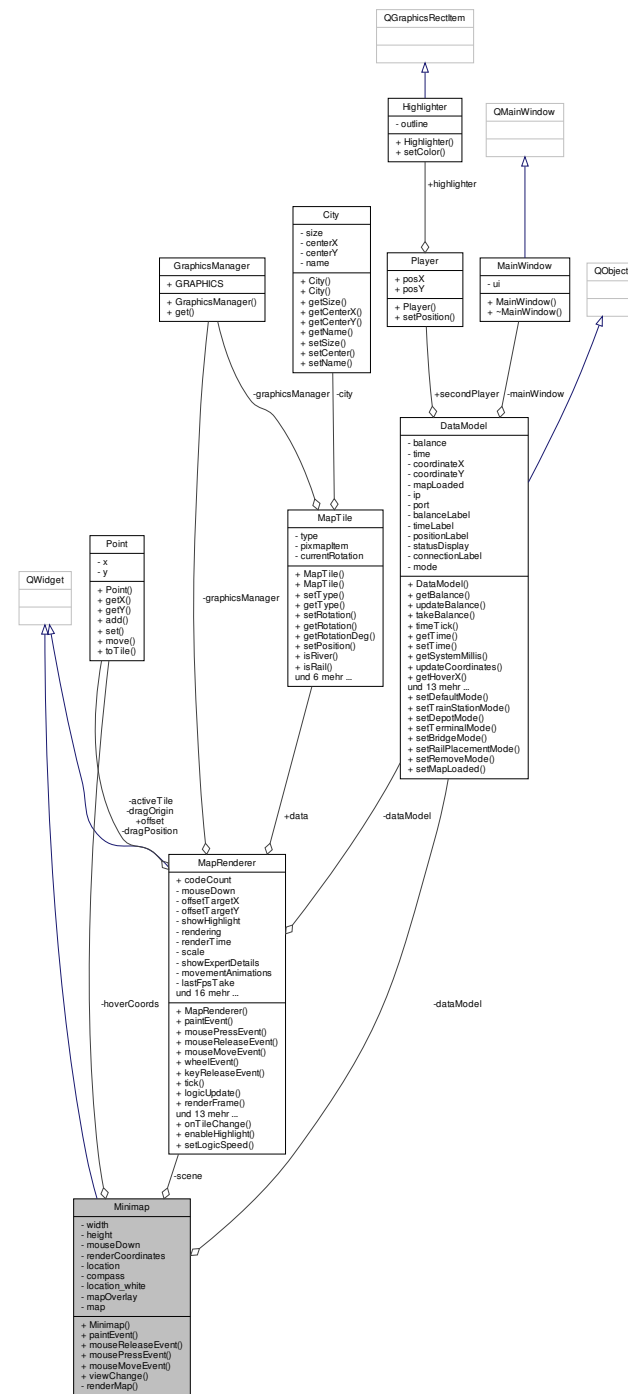 QGraphicsRectItem
Highlighter
- outline
+ Highlighter()
+ setColor()
QMainWindow
+highlighter
City
- size
- centerX
- centerY
- name
+ City()
+ City()
+ getSize()
+ getCenterX()
+ getCenterY()
+ getName()
+ setSize()
+ setCenter()
+ setName()
GraphicsManager
+ GRAPHICS
+ GraphicsManager()
+ get()
Player
+ posX
+ posY
+ Player()
+ setPosition()
MainWindow
- ui
+ MainWindow()
+ ~MainWindow()
QObject
-graphicsManager
-city
+secondPlayer
-mainWindow
DataModel
- balance
- time
- coordinateX
- coordinateY
- mapLoaded
- ip
- port
- balanceLabel
- timeLabel
- positionLabel
- statusDisplay
- connectionLabel
- mode
+ DataModel()
+ getBalance()
+ updateBalance()
+ takeBalance()
+ timeTick()
+ getTime()
+ setTime()
+ getSystemMillis()
+ updateCoordinates()
+ getHoverX()
und 13 mehr ...
+ setDefaultMode()
+ setTrainStationMode()
+ setDepotMode()
+ setTerminalMode()
+ setBridgeMode()
+ setRailPlacementMode()
+ setRemoveMode()
+ setMapLoaded()
MapTile
- type
- pixmapItem
- currentRotation
+ MapTile()
+ MapTile()
+ setType()
+ getType()
+ setRotation()
+ getRotation()
+ getRotationDeg()
+ setPosition()
+ isRiver()
+ isRail()
und 6 mehr ...
Point
- x
- y
+ Point()
+ getX()
+ getY()
+ add()
+ set()
+ move()
+ toTile()
QWidget
-graphicsManager
-activeTile
-dragOrigin
+offset
-dragPosition
+data
-dataModel
MapRenderer
+ codeCount
- mouseDown
- offsetTargetX
- offsetTargetY
- showHighlight
- rendering
- renderTime
- scale
- showExpertDetails
- movementAnimations
- lastFpsTake
und 16 mehr ...
+ MapRenderer()
+ paintEvent()
+ mousePressEvent()
+ mouseReleaseEvent()
+ mouseMoveEvent()
+ wheelEvent()
+ keyReleaseEvent()
+ tick()
+ logicUpdate()
+ renderFrame()
und 13 mehr ...
+ onTileChange()
+ enableHighlight()
+ setLogicSpeed()
-hoverCoords
-dataModel
-scene
Minimap
- width
- height
- mouseDown
- renderCoordinates
- location
- compass
- location_white
- mapOverlay
- map
+ Minimap()
+ paintEvent()
+ mouseReleaseEvent()
+ mousePressEvent()
+ mouseMoveEvent()
+ viewChange()
- renderMap()